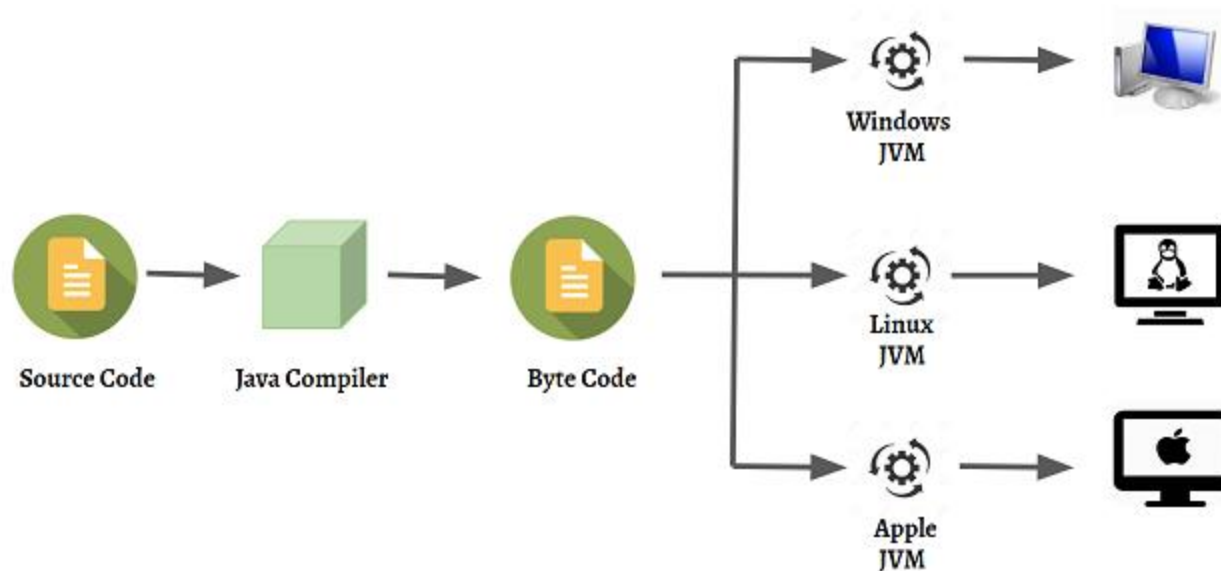 Source Code
Java Compiler
Byte Code
Windows
JVM
Linux
JVM
Apple
JVM